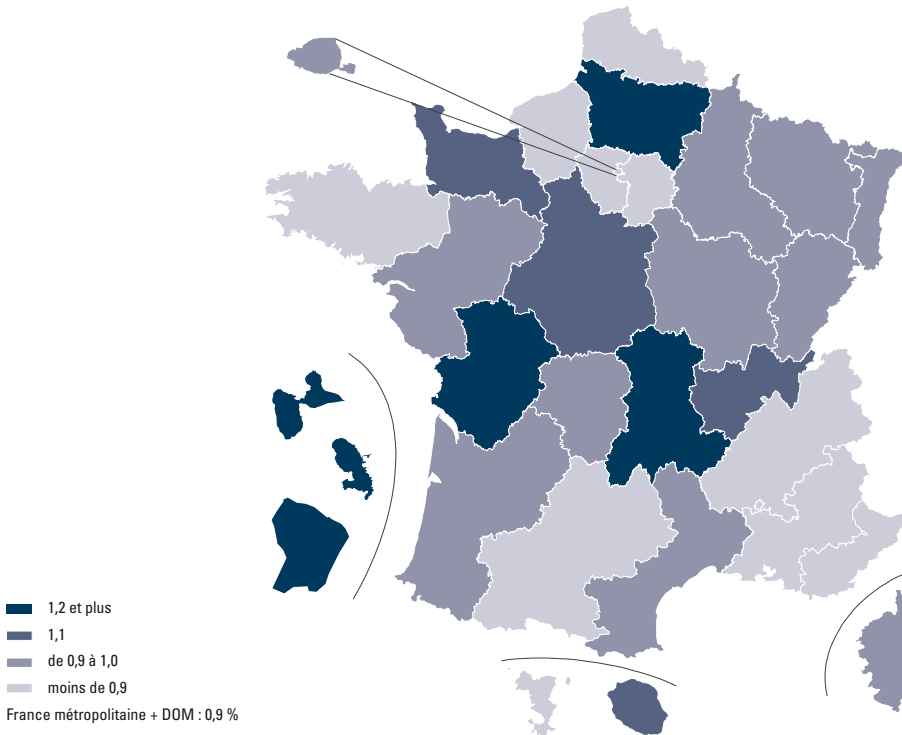 1,2 et plus
1,1
de 0,9 à 1,0
moins de 0,9
France métropolitaine + DOM : 0,9 %